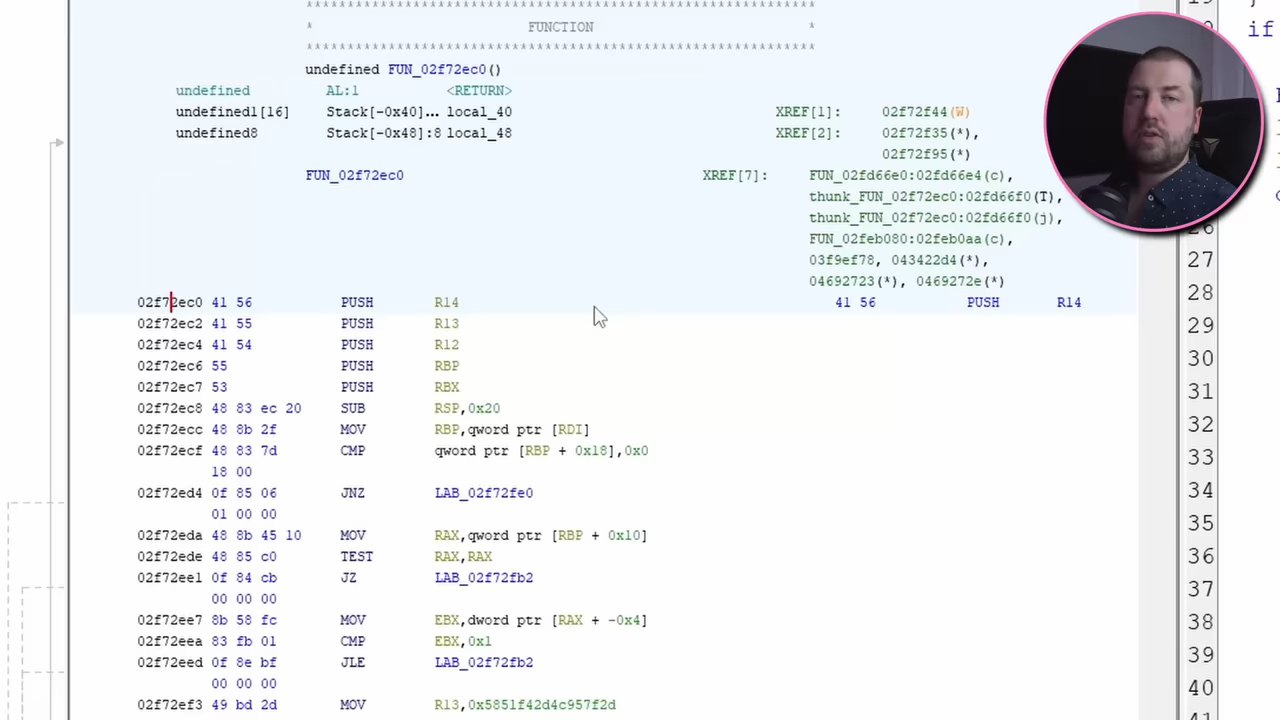 *************************************************************
* FUNCTION *
*************************************************************
undefined FUN_02f72ec0()
undefined AL:1 <RETURN>
undefined1[16] Stack[-0x40]... local_40 XREF[1]: 02f72f44(W)
undefined8 Stack[-0x48]:8 local_48 XREF[2]: 02f72f35(*),
02f72f95(*)
FUN_02f72ec0 XREF[7]: FUN_02fd66e0:02fd66e4(c),
thunk_FUN_02f72ec0:02fd66f0(T),
thunk_FUN_02f72ec0:02fd66f0(j),
FUN_02feb080:02feb0aa(c),
03f9ef78, 043422d4(*),
04692723(*), 0469272e(*)
02f72ec0 41 56 PUSH R14 41 56 PUSH R14
02f72ec2 41 55 PUSH R13
02f72ec4 41 54 PUSH R12
02f72ec6 55 PUSH RBP
02f72ec7 53 PUSH RBX
02f72ec8 48 83 ec 20 SUB RSP,0x20
02f72ecc 48 8b 2f MOV RBP,qword ptr [RDI]
02f72ecf 48 83 7d CMP qword ptr [RBP + 0x18],0x0
18 00
02f72ed4 0f 85 06 JNZ LAB_02f72fe0
01 00 00
02f72eda 48 8b 45 10 MOV RAX,qword ptr [RBP + 0x10]
02f72ede 48 85 c0 TEST RAX,RAX
02f72ee1 0f 84 cb JZ LAB_02f72fb2
00 00 00
02f72ee7 8b 58 fc MOV EBX,dword ptr [RAX + -0x4]
02f72eea 83 fb 01 CMP EBX,0x1
02f72eed 0f 8e bf JLE LAB_02f72fb2
00 00 00
02f72ef3 49 bd 2d MOV R13,0x5851f42d4c957f2d
if
27
28
29
30
31
32
33
34
35
36
37
38
39
40